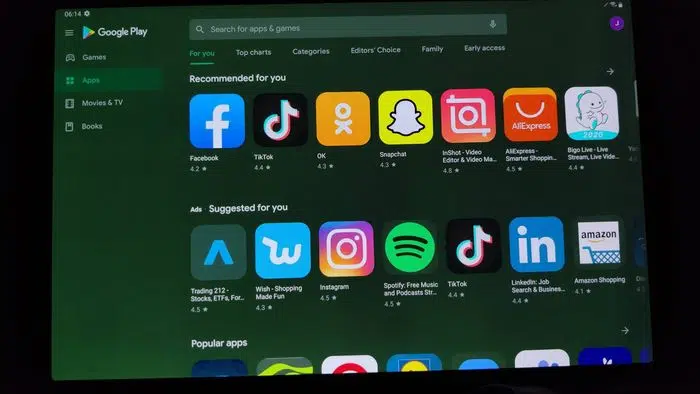 06:14
Google Play
Search for apps & games
J
Games
Apps
Movies & TV
Books
For you
Top charts
Categories
Editors' Choice
Family
Early access
Recommended for you
Facebook
4.2 ★
TikTok
4.4 ★
OK
4.3 ★
Snapchat
4.3 ★
InShot - Video
Editor & Video Ma...
4.8 ★
AliExpress
AliExpress -
Smarter Shoppin...
4.5 ★
2020
Bigo Live - Live
Stream, Live Vide...
4.4 ★
Ads Suggested for you
Trading 212 -
Stocks, ETFs, For...
4.5 ★
Wish - Shopping
Made Fun
4.3 ★
Instagram
4.5 ★
Spotify: Free Music
and Podcasts Str...
4.5 ★
TikTok
4.4 ★
in
LinkedIn: Job
Search & Busines...
4.4 ★
amazon
Amazon Shopping
4.1 ★
Popular apps